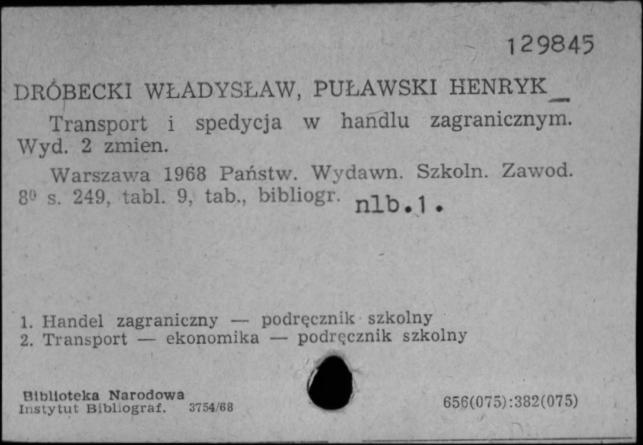 129845
DRÓBECKI WŁADYSŁAW, PUŁAWSKI HENRYK_
Transport i spedycja w handlu zagranicznym.
Wyd. 2 zmien.
Warszawa 1968 Państw. Wydawn. Szkoln. Zawod.
8⁰ s. 249, tabl. 9, tab., bibliogr. nlb.1.
1. Handel zagraniczny — podręcznik szkolny
2. Transport — ekonomika — podręcznik szkolny
Biblioteka Narodowa
Instytut Bibliograf. 3754/68
656(075):382(075)